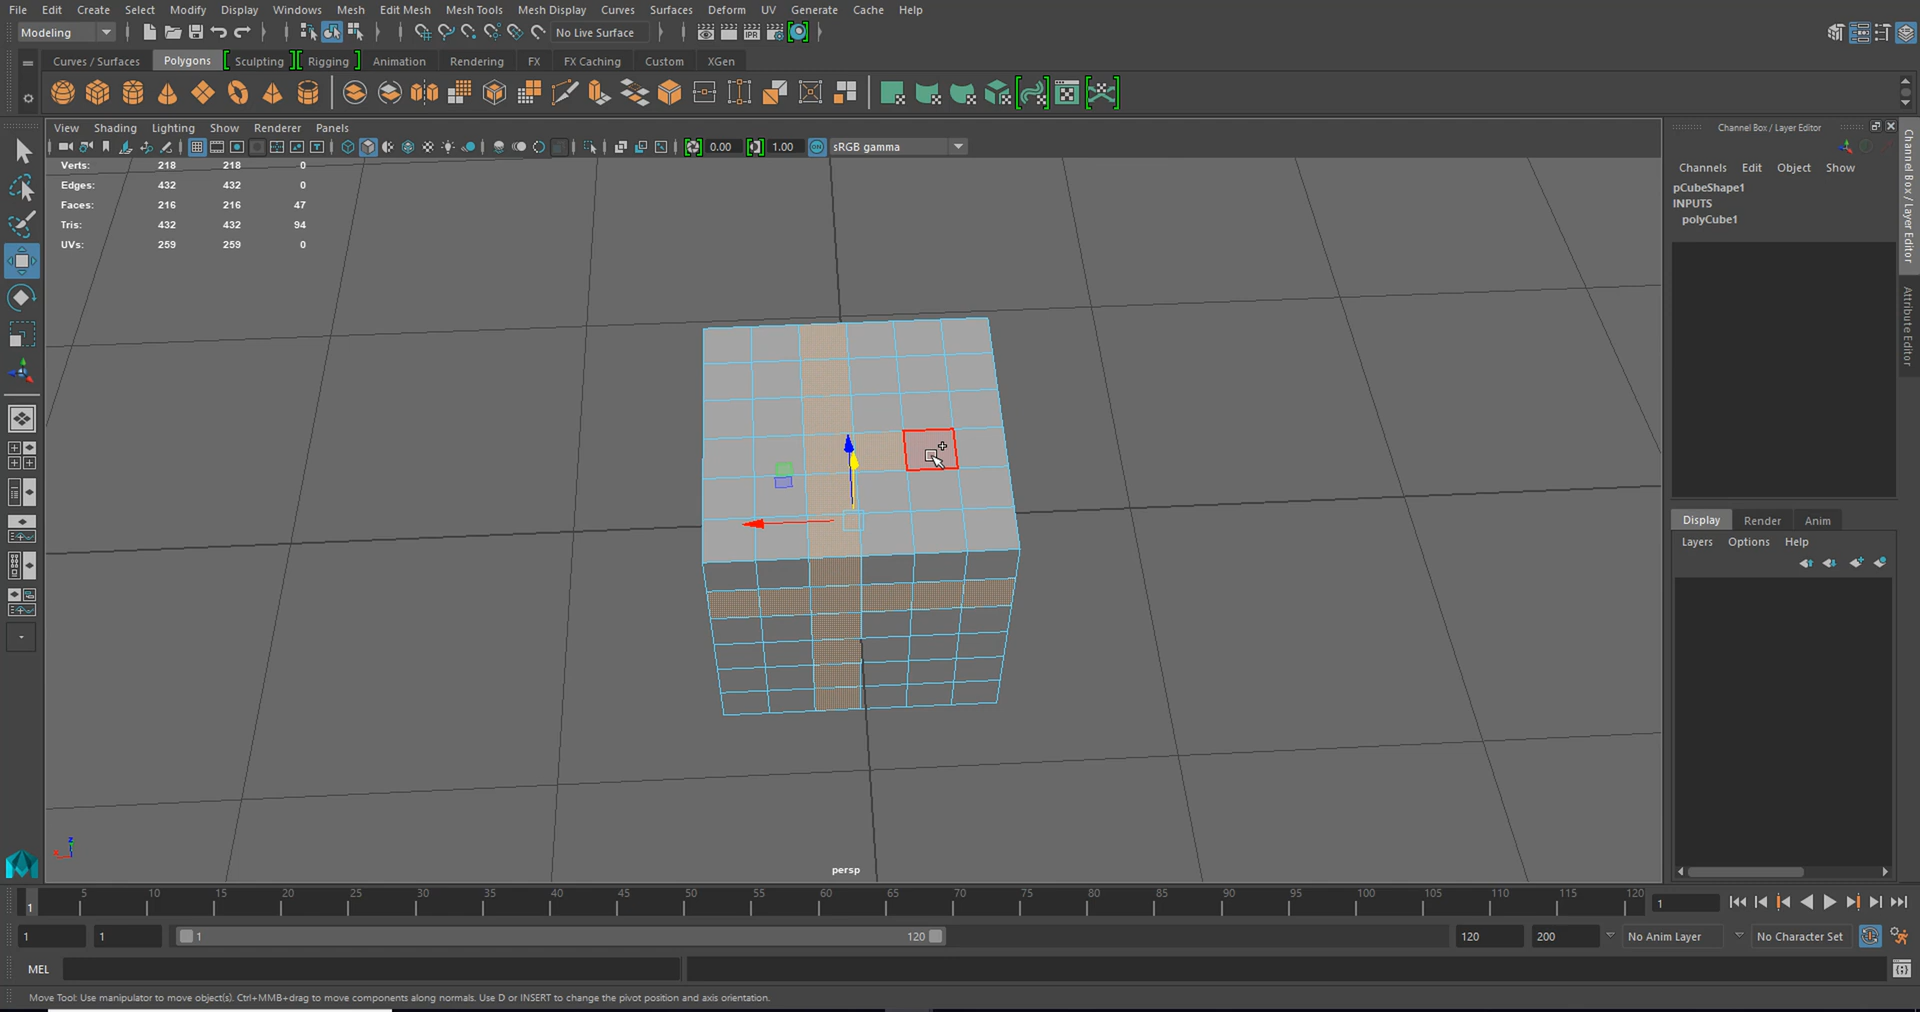 File Edit Create Select Modify Display Windows Mesh Edit Mesh Mesh Tools Mesh Display Curves Surfaces Deform UV Generate Cache Help
Modeling No Live Surface
Curves / Surfaces Polygons Sculpting Rigging Animation Rendering FX FX Caching Custom XGen
View Shading Lighting Show Renderer Panels
0.00 1.00 ON sRGB gamma
Verts: 218 218 0
Edges: 432 432 0
Faces: 216 216 47
Tris: 432 432 94
UVs: 259 259 0
persp
z
Channel Box / Layer Editor
Channels Edit Object Show
pCubeShape1
INPUTS
polyCube1
Display Render Anim
Layers Options Help
Channel Box / Layer Editor
Attribute Editor
5 10 15 20 25 30 35 40 45 50 55 60 65 70 75 80 85 90 95 100 105 110 115 120
1 1
1 1 1 120 120 200 No Anim Layer No Character Set
MEL
Move Tool: Use manipulator to move object(s). Ctrl+MMB+drag to move components along normals. Use D or INSERT to change the pivot position and axis orientation.